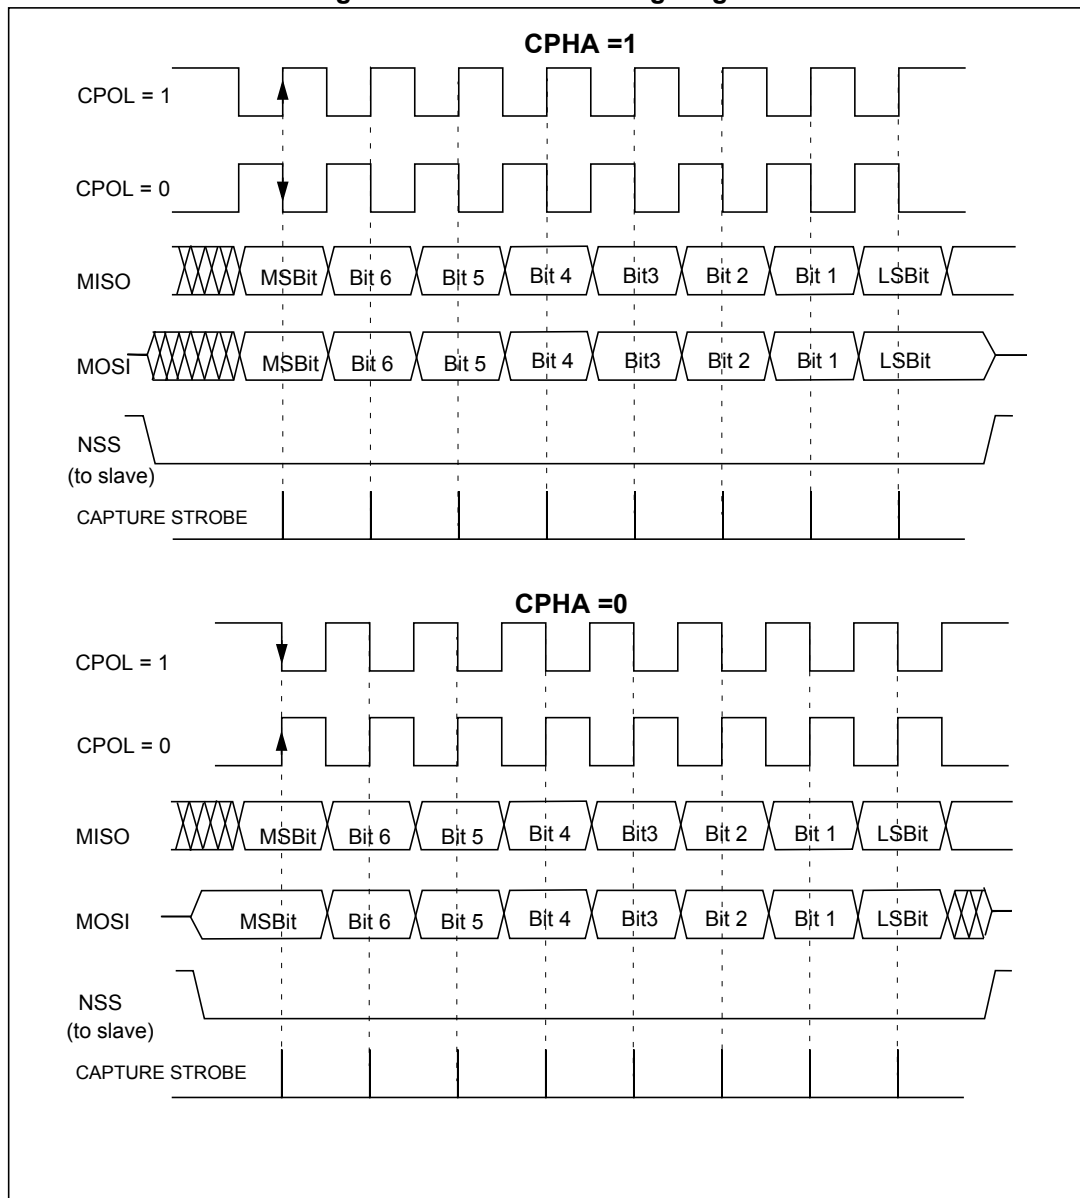 CPHA =1
CPOL = 1
CPOL = 0
MISO MSBit Bit 6 Bit 5 Bit 4 Bit3 Bit 2 Bit 1 LSBit
MOSI MSBit Bit 6 Bit 5 Bit 4 Bit3 Bit 2 Bit 1 LSBit
NSS
(to slave)
CAPTURE STROBE
CPHA =0
CPOL = 1
CPOL = 0
MISO MSBit Bit 6 Bit 5 Bit 4 Bit3 Bit 2 Bit 1 LSBit
MOSI MSBit Bit 6 Bit 5 Bit 4 Bit3 Bit 2 Bit 1 LSBit
NSS
(to slave)
CAPTURE STROBE